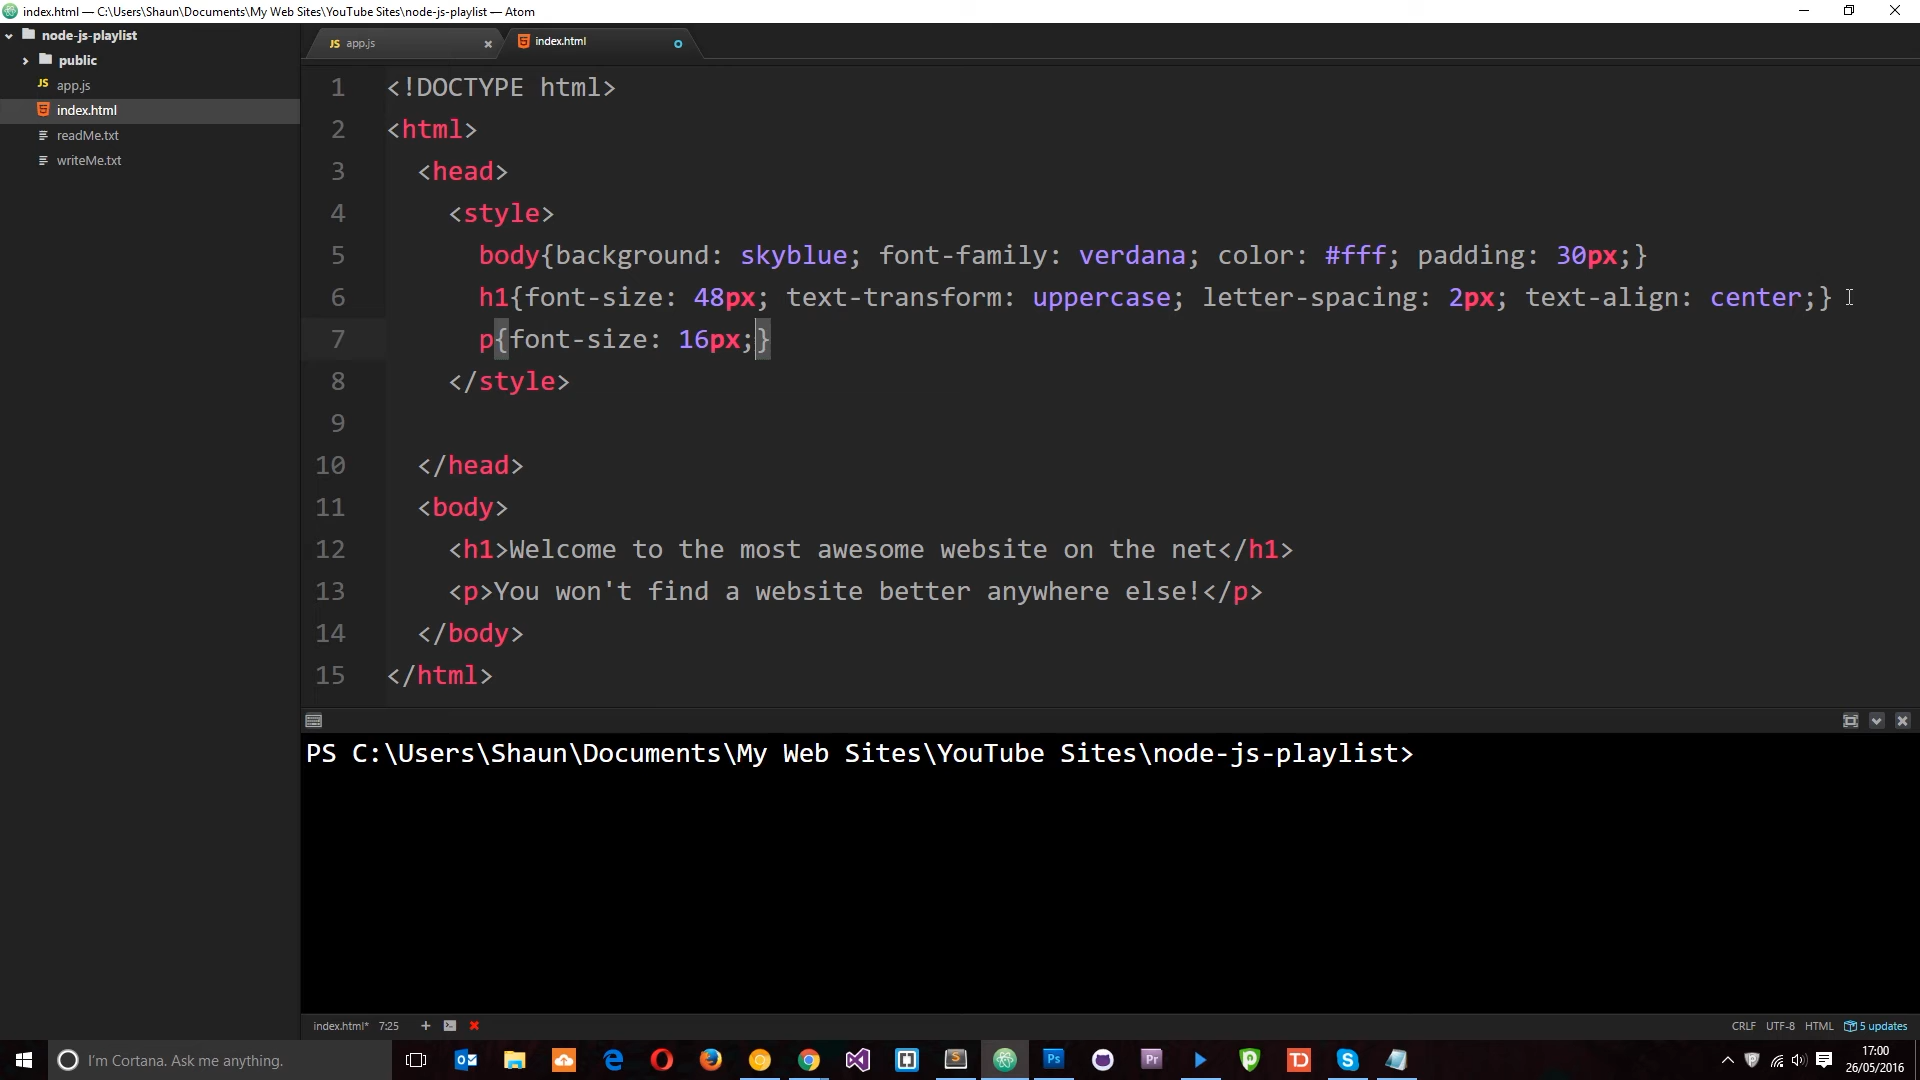 index.html — C:\Users\Shaun\Documents\My Web Sites\YouTube Sites\node-js-playlist — Atom
node-js-playlist
public
JS app.js
index.html
readMe.txt
writeMe.txt
JS app.js
index.html
1 <!DOCTYPE html>
2 <html>
3 <head>
4 <style>
5 body{background: skyblue; font-family: verdana; color: #fff; padding: 30px;}
6 h1{font-size: 48px; text-transform: uppercase; letter-spacing: 2px; text-align: center;}
7 p{font-size: 16px;}
8 </style>
9
10 </head>
11 <body>
12 <h1>Welcome to the most awesome website on the net</h1>
13 <p>You won't find a website better anywhere else!</p>
14 </body>
15 </html>
PS C:\Users\Shaun\Documents\My Web Sites\YouTube Sites\node-js-playlist>
index.html* 7:25
CRLF UTF-8 HTML 5 updates
I'm Cortana. Ask me anything.
Ps
Pr
TD
17:00
26/05/2016